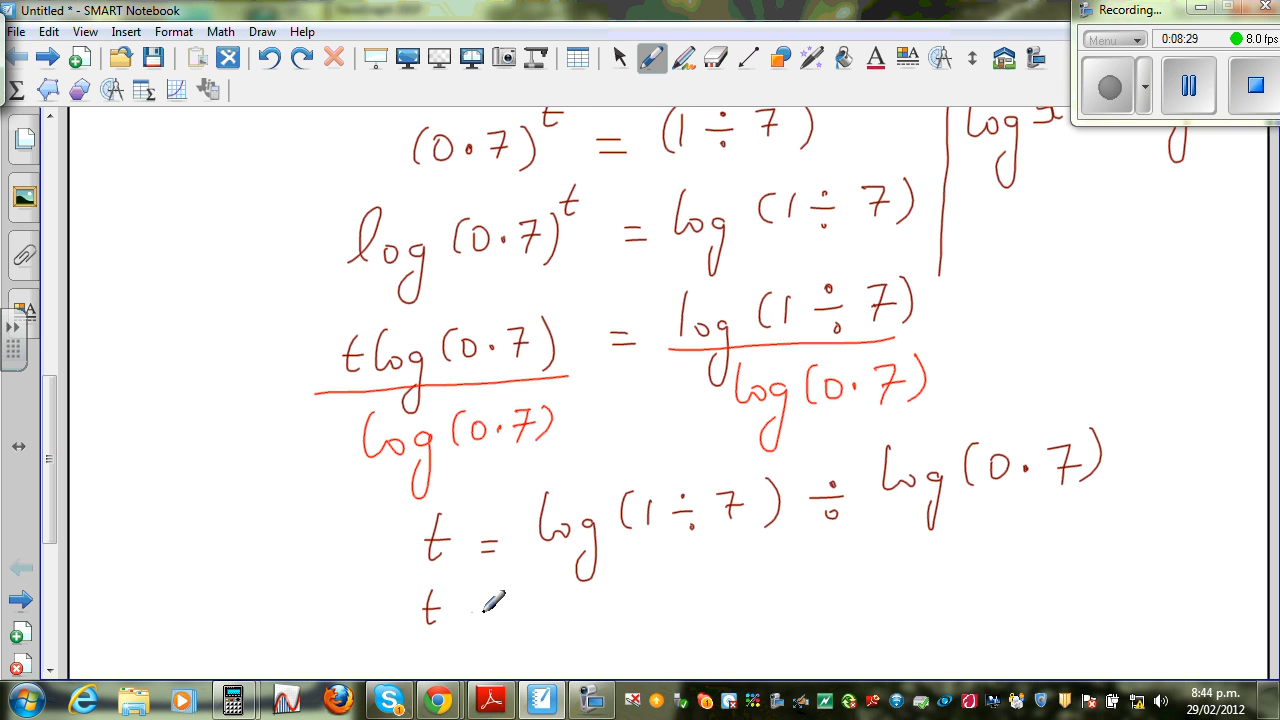 Untitled * - SMART Notebook
File Edit View Insert Format Math Draw Help
Recording...
Menu 0:08:29 8.0 fps
(0.7)^t = (1 ÷ 7)
log x
log (0.7)^t = log (1 ÷ 7)
t log (0.7) = log (1 ÷ 7)
log (0.7) log (0.7)
t = log (1 ÷ 7) ÷ log (0.7)
t
8:44 p.m.
29/02/2012